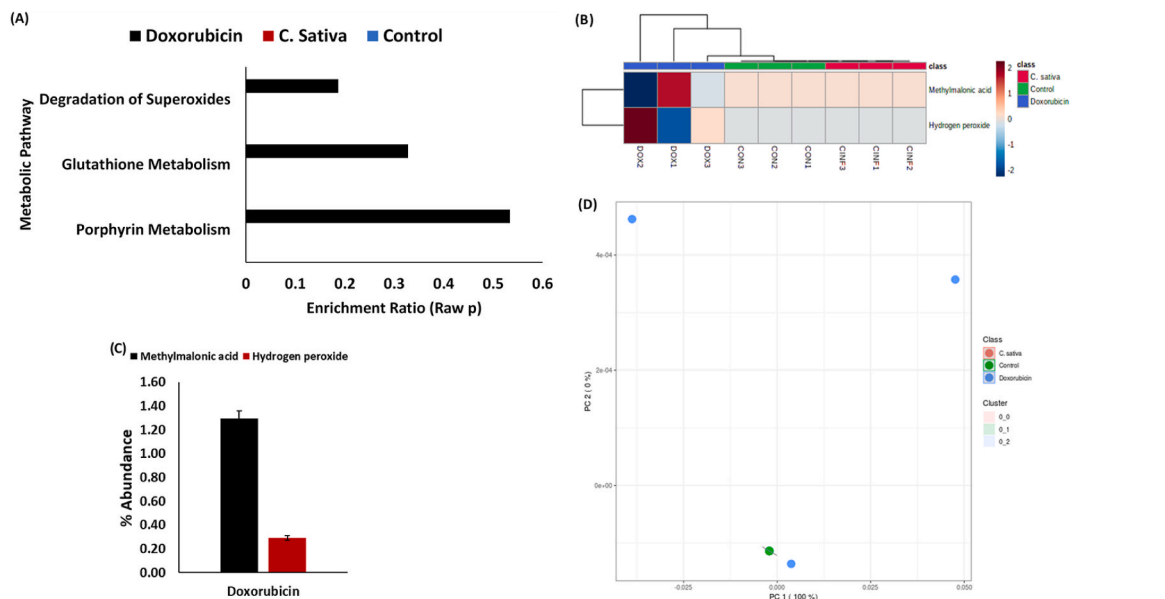 (A)
Doxorubicin C. Sativa Control
Metabolic Pathway
Degradation of Superoxides
Glutathione Metabolism
Porphyrin Metabolism
0 0.1 0.2 0.3 0.4 0.5 0.6
Enrichment Ratio (Raw p)
(B)
class
Methylmalonic acid
Hydrogen peroxide
DOX2 DOX1 DOX3 CON3 CON2 CON1 CINF3 CINF1 CINF2
2
1
0
-1
-2
class
C. sativa
Control
Doxorubicin
(C)
Methylmalonic acid Hydrogen peroxide
% Abundance
1.60
1.40
1.20
1.00
0.80
0.60
0.40
0.20
0.00
Doxorubicin
(D)
PC 2 ( 0 %)
4e-04
2e-04
0e+00
-0.025 0.000 0.025 0.050
PC 1 ( 100 %)
Class
C. sativa
Control
Doxorubicin
Cluster
0_0
0_1
0_2